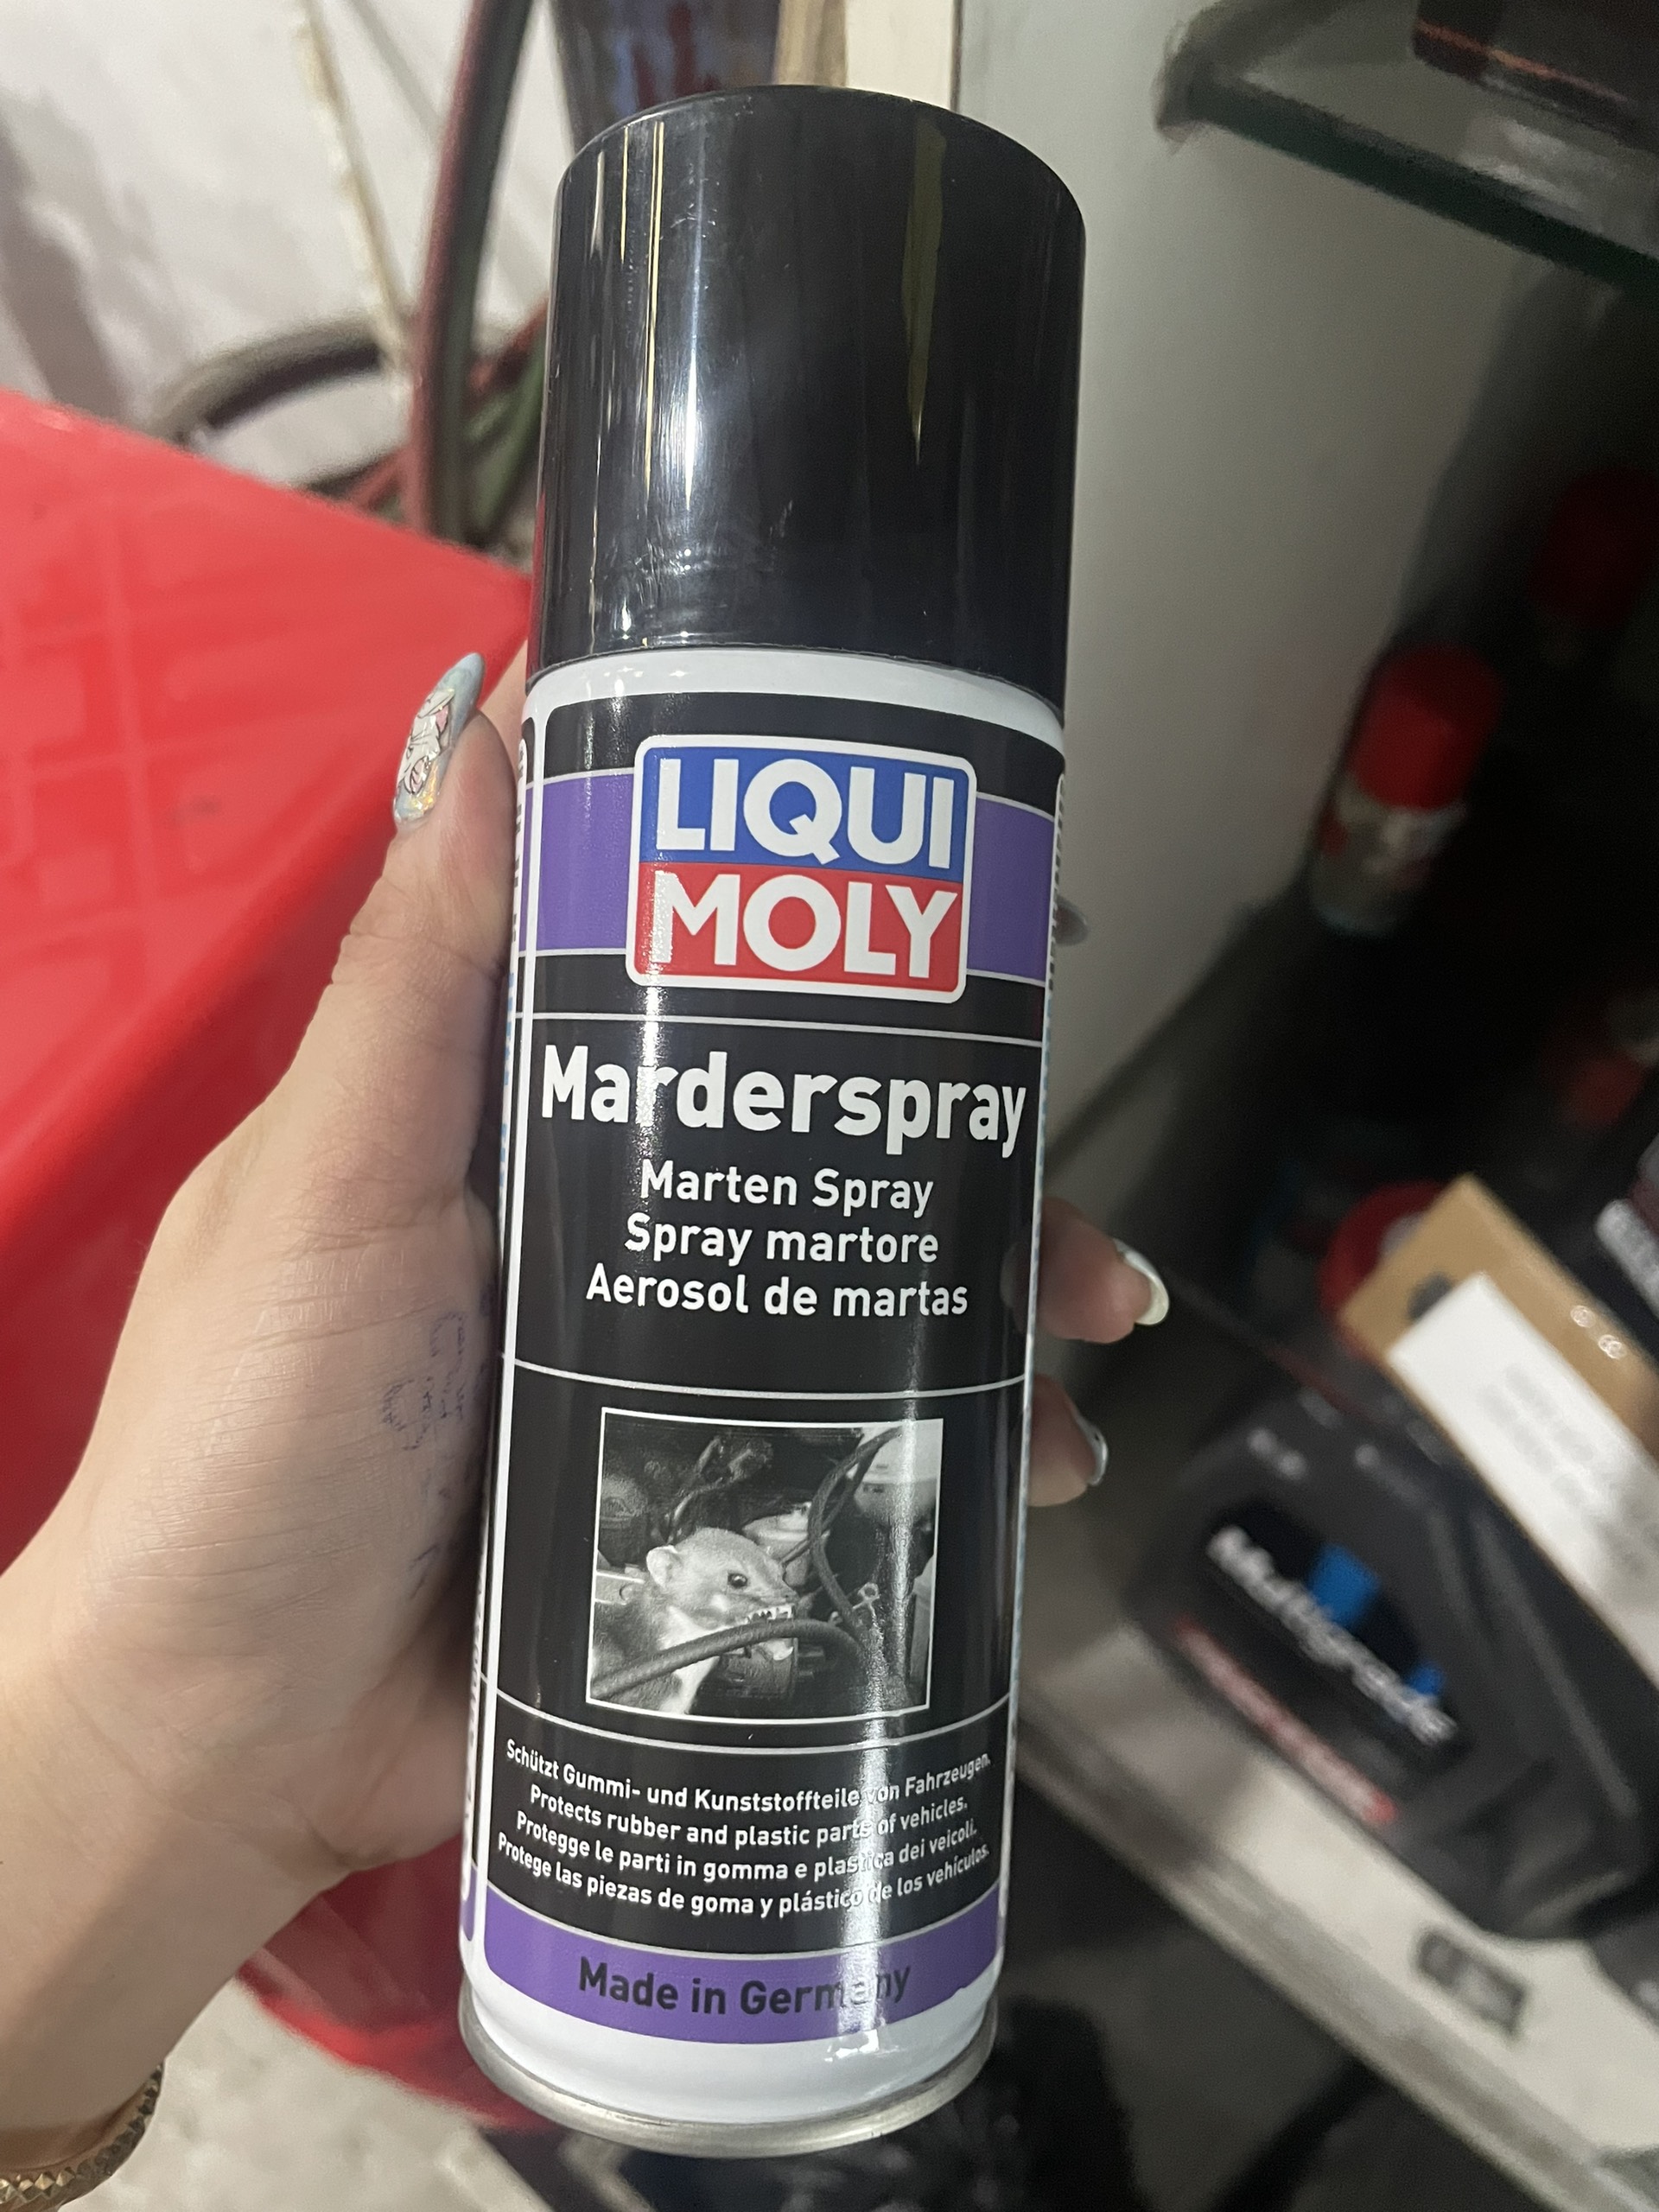 LIQUI
MOLY
Marderspray
Marten Spray
Spray martore
Aerosol de martas
Schützt Gummi- und Kunststoffteile von Fahrzeugen.
Protects rubber and plastic parts of vehicles.
Protegge le parti in gomma e plastica dei veicoli.
Protege las piezas de goma y plástico de los vehículos.
Made in Germany
Multigrade